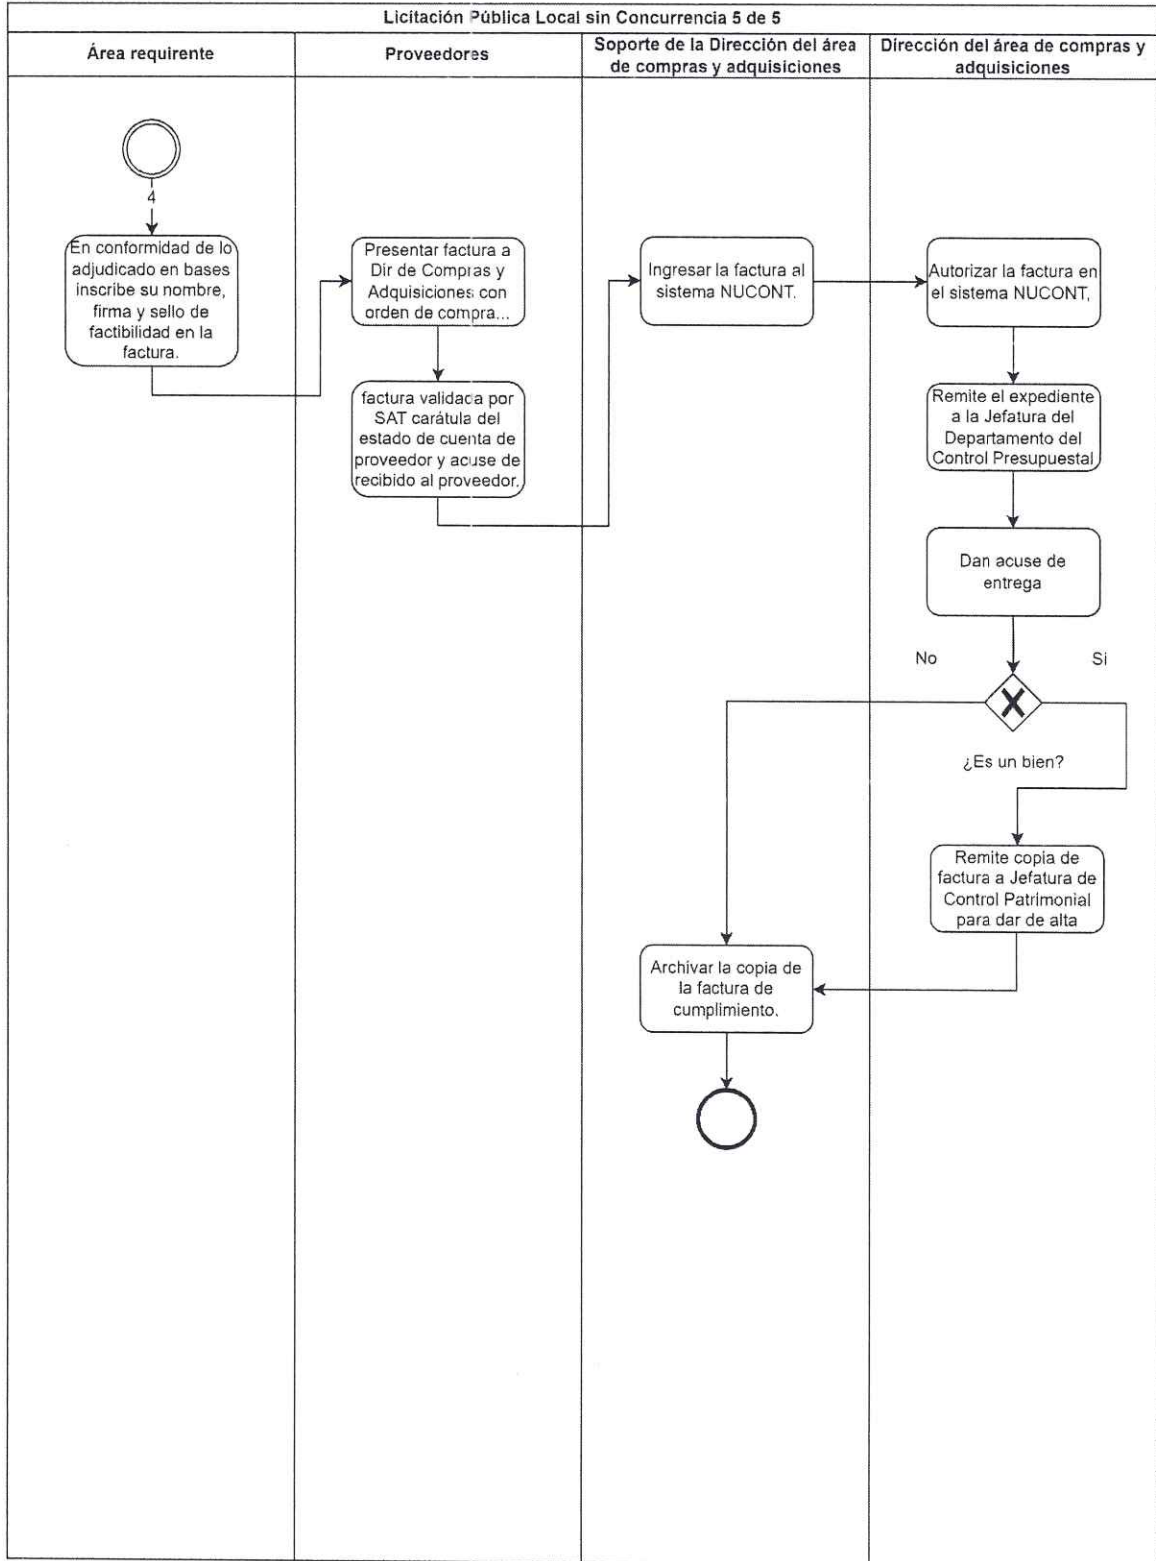 Licitación Pública Local sin Concurrencia 5 de 5
Área requirente
Proveedores
Soporte de la Dirección del área
de compras y adquisiciones
Dirección del área de compras y
adquisiciones
4
En conformidad de lo
adjudicado en bases
inscribe su nombre,
firma y sello de
factibilidad en la
factura.
Presentar factura a
Dir de Compras y
Adquisiciones con
orden de compra...
factura validada por
SAT carátula del
estado de cuenta de
proveedor y acuse de
recibido al proveedor.
Ingresar la factura al
sistema NUCONT.
Autorizar la factura en
el sistema NUCONT,
Remite el expediente
a la Jefatura del
Departamento del
Control Presupuestal
Dan acuse de
entrega
No
Si
¿Es un bien?
Remite copia de
factura a Jefatura de
Control Patrimonial
para dar de alta
Archivar la copia de
la factura de
cumplimiento.